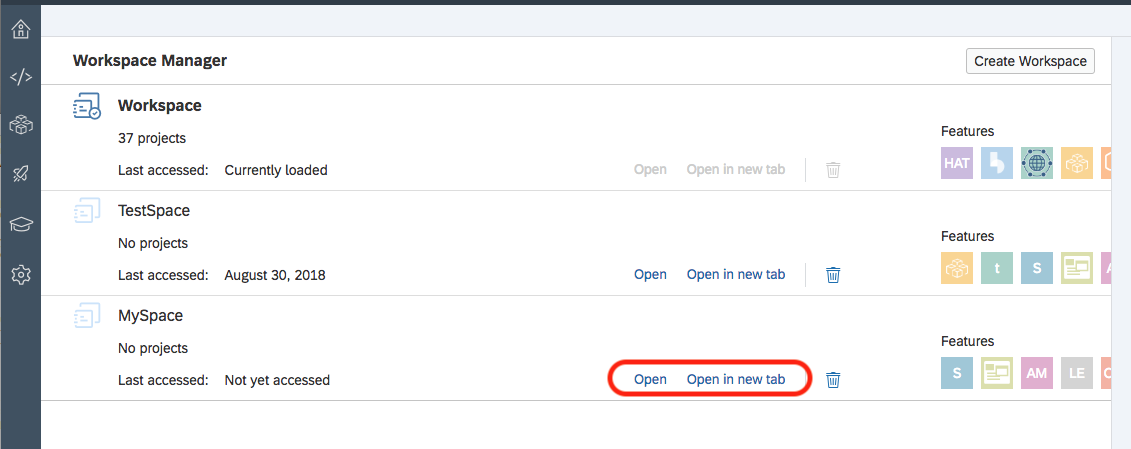 Workspace Manager
Create Workspace
Workspace
37 projects
Features
Last accessed: Currently loaded
Open
Open in new tab
HAT
TestSpace
No projects
Features
Last accessed: August 30, 2018
Open
Open in new tab
t
S
MySpace
No projects
Features
Last accessed: Not yet accessed
Open
Open in new tab
S
AM
LE